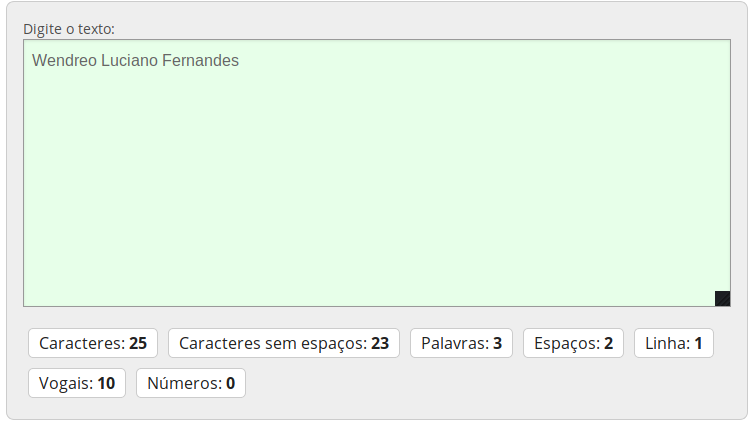 Digite o texto:
Wendreo Luciano Fernandes
Caracteres: 25 Caracteres sem espaços: 23 Palavras: 3 Espaços: 2 Linha: 1
Vogais: 10 Números: 0